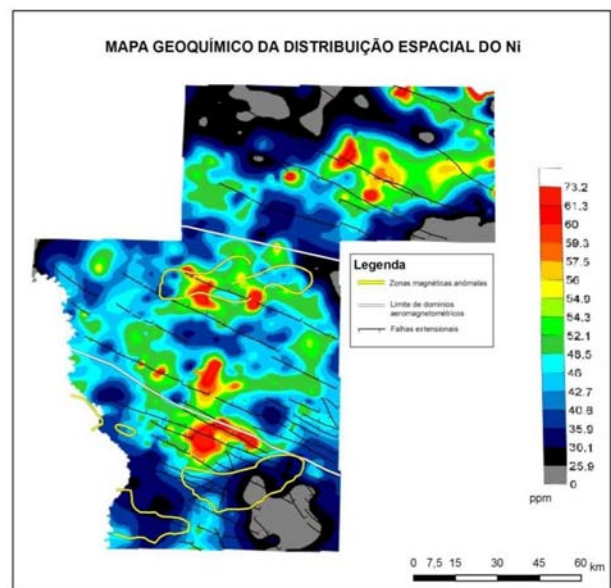 MAPA GEOQUÍMICO DA DISTRIBUIÇÃO ESPACIAL DO Ni
Legenda
Zonas magnéticas anômalas
Limite de domínios
aeromagnetométricos
Falhas extensionais
73.2
61.3
60
59.3
57.5
56
54.9
54.3
52.1
48.5
46
42.7
40.8
35.9
30.1
25.9
0
ppm
0 7,5 15 30 45 60 km